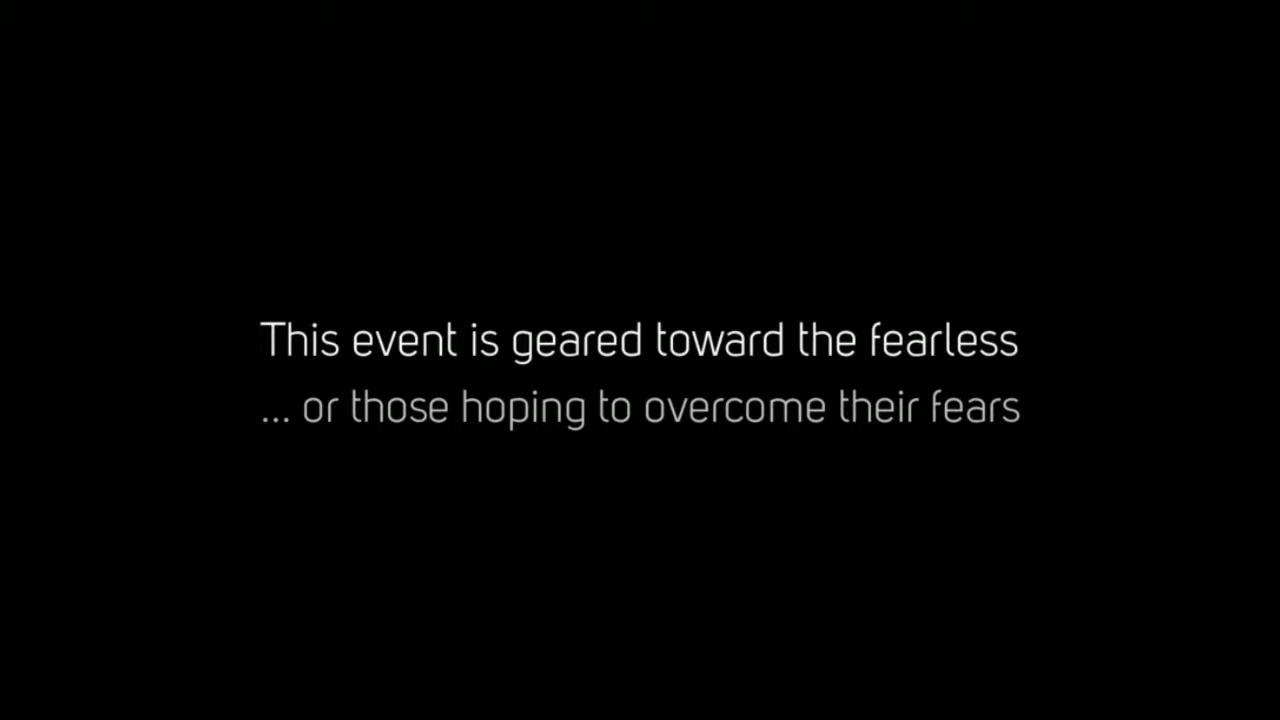 This event is geared toward the fearless
... or those hoping to overcome their fears